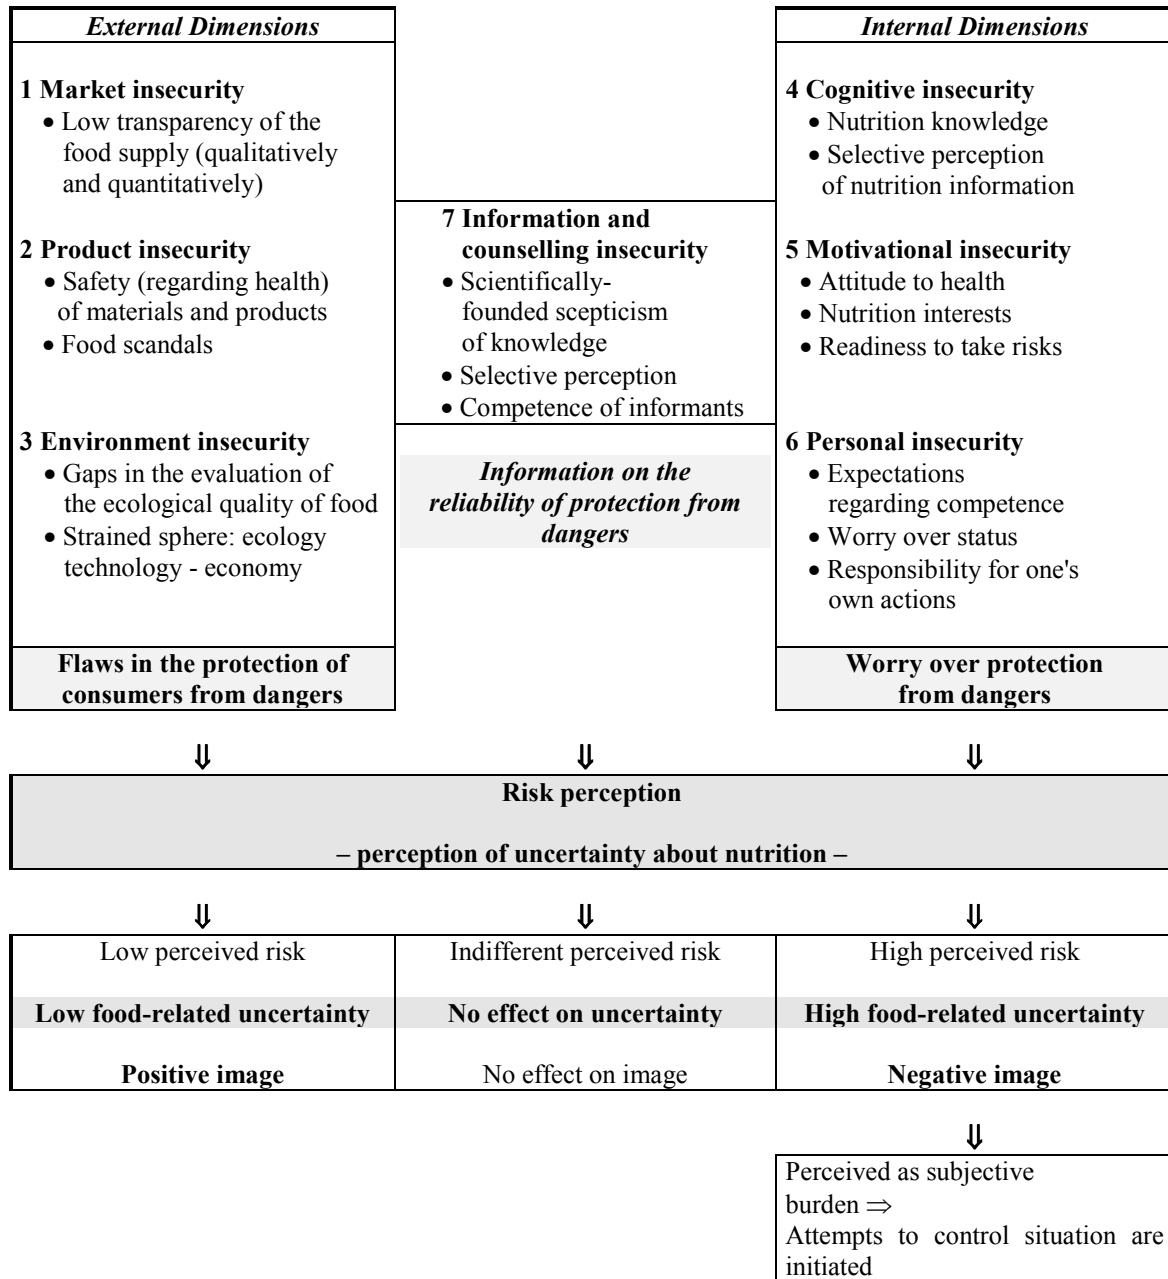 External Dimensions
1 Market insecurity
• Low transparency of the
food supply (qualitatively
and quantitatively)
2 Product insecurity
• Safety (regarding health)
of materials and products
• Food scandals
3 Environment insecurity
• Gaps in the evaluation of
the ecological quality of food
• Strained sphere: ecology
technology - economy
Flaws in the protection of
consumers from dangers
7 Information and
counselling insecurity
• Scientifically-
founded scepticism
of knowledge
• Selective perception
• Competence of informants
Information on the
reliability of protection from
dangers
Internal Dimensions
4 Cognitive insecurity
• Nutrition knowledge
• Selective perception
of nutrition information
5 Motivational insecurity
• Attitude to health
• Nutrition interests
• Readiness to take risks
6 Personal insecurity
• Expectations
regarding competence
• Worry over status
• Responsibility for one's
own actions
Worry over protection
from dangers
⇓ ⇓ ⇓
Risk perception
– perception of uncertainty about nutrition –
⇓ ⇓ ⇓
Low perceived risk
Low food-related uncertainty
Positive image
Indifferent perceived risk
No effect on uncertainty
No effect on image
High perceived risk
High food-related uncertainty
Negative image
⇓
Perceived as subjective
burden ⇒
Attempts to control situation are
initiated